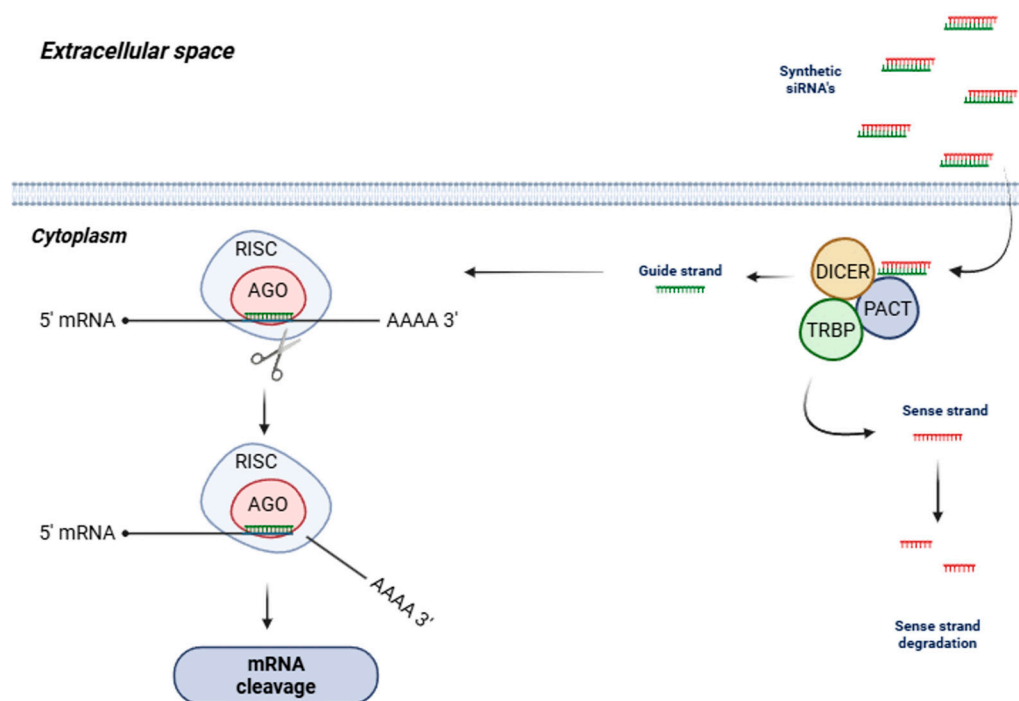 Extracellular space
Synthetic
siRNA's
Cytoplasm
RISC
AGO
5' mRNA
AAAA 3'
Guide strand
DICER
PACT
TRBP
Sense strand
RISC
AGO
5' mRNA
AAAA 3'
Sense strand
degradation
mRNA
cleavage